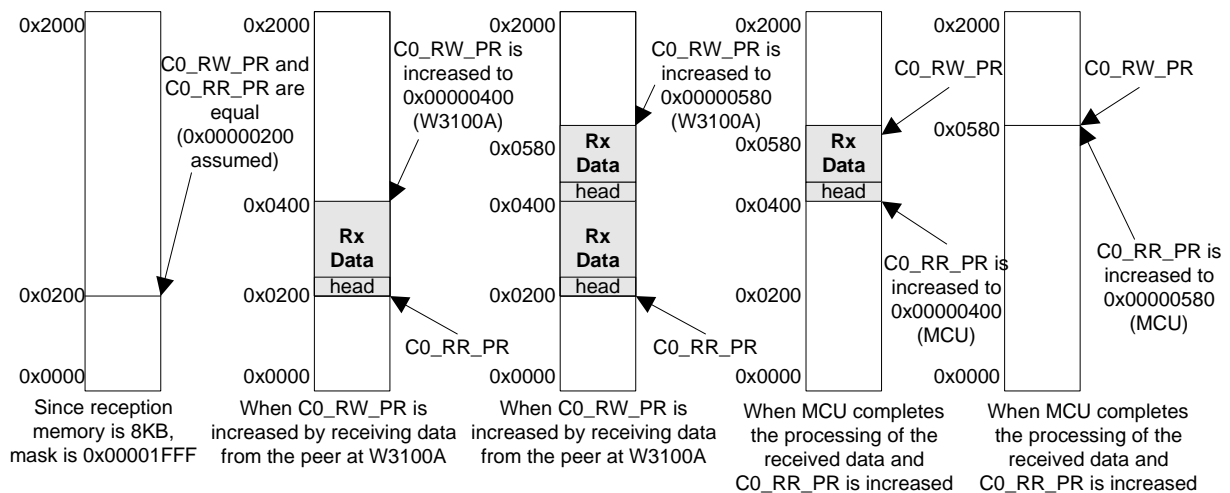 0x2000
C0_RW_PR and
C0_RR_PR are
equal
(0x00000200
assumed)
0x0200
0x0000
Since reception
memory is 8KB,
mask is 0x00001FFF
0x2000
C0_RW_PR is
increased to
0x00000400
(W3100A)
0x0400
Rx
Data
head
0x0200
C0_RR_PR
0x0000
When C0_RW_PR is
increased by receiving data
from the peer at W3100A
0x2000
C0_RW_PR is
increased to
0x00000580
(W3100A)
0x0580
Rx
Data
head
0x0400
Rx
Data
head
0x0200
C0_RR_PR
0x0000
When C0_RW_PR is
increased by receiving data
from the peer at W3100A
0x2000
C0_RW_PR
0x0580
Rx
Data
head
0x0400
C0_RR_PR is
increased to
0x00000400
(MCU)
0x0200
0x0000
When MCU completes
the processing of the
received data and
C0_RR_PR is increased
0x2000
C0_RW_PR
0x0580
C0_RR_PR is
increased to
0x00000580
(MCU)
0x0000
When MCU completes
the processing of the
received data and
C0_RR_PR is increased